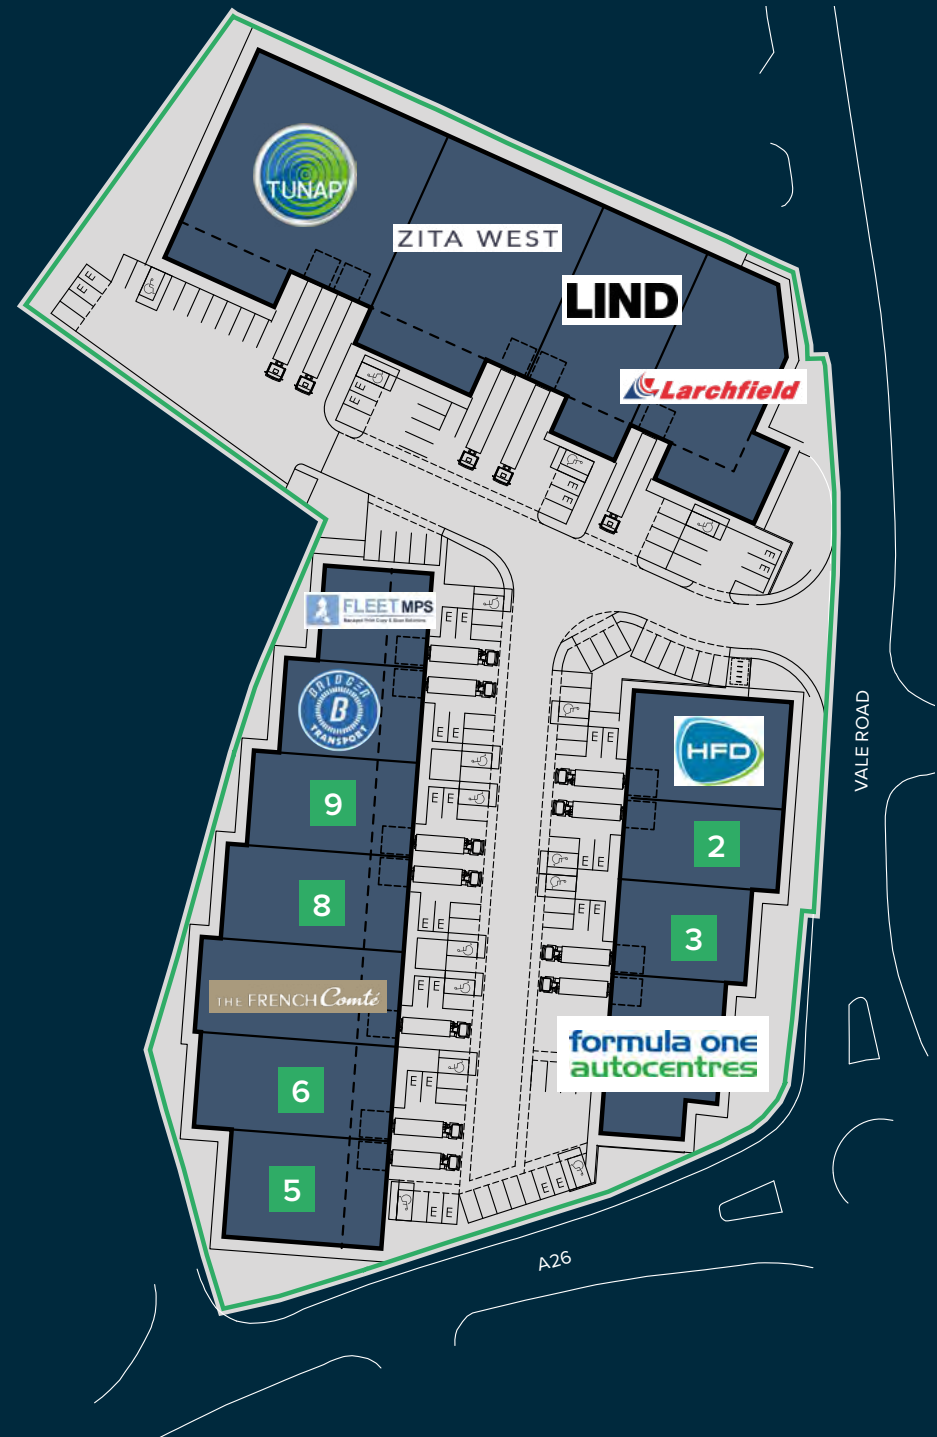 TUNAP
ZITA WEST
LIND
Larchfield
FLEET MPS
BRIDGER
B
TRANSPORT
HFD
9
2
8
3
THE FRENCH Comté
formula one
autocentres
6
5
VALE ROAD
A26